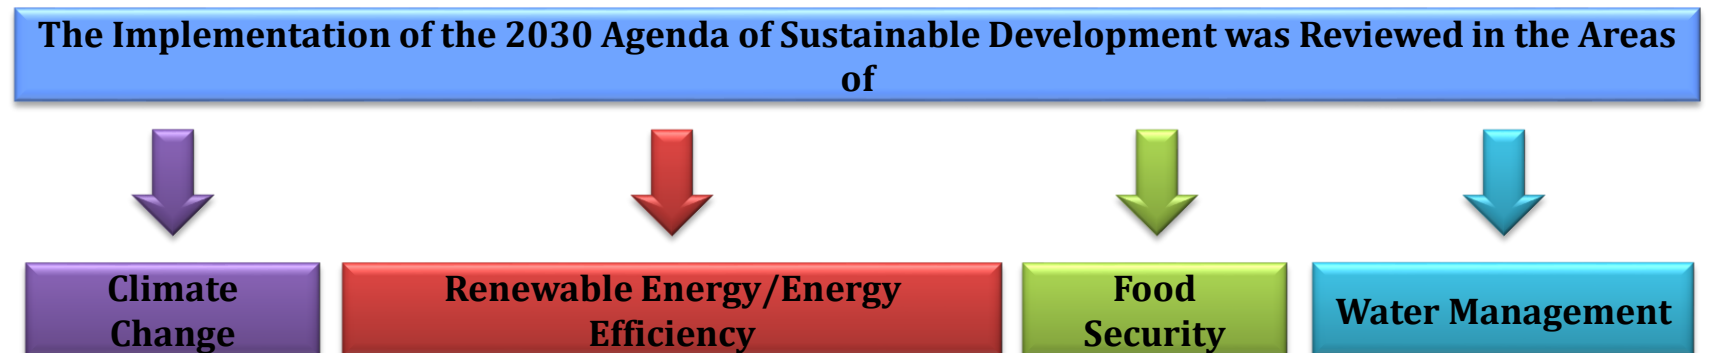 The Implementation of the 2030 Agenda of Sustainable Development was Reviewed in the Areas
of
Climate
Change
Renewable Energy/Energy
Efficiency
Food
Security
Water Management